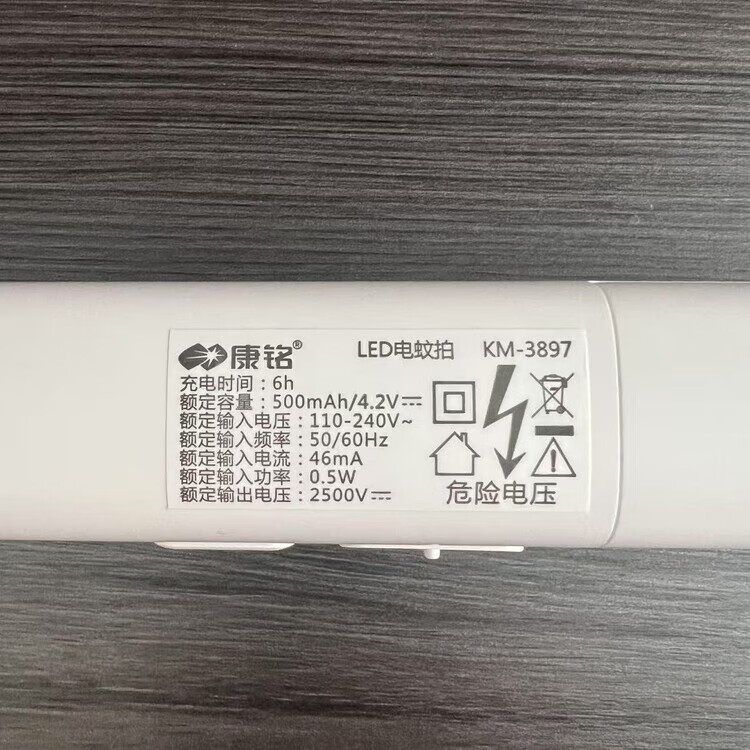 康铭® LED电蚊拍 KM-3897
充电时间：6h
额定容量：500mAh/4.2V⎓
额定输入电压：110-240V~
额定输入频率：50/60Hz
额定输入电流：46mA
额定输入功率：0.5W
额定输出电压：2500V⎓
危险电压